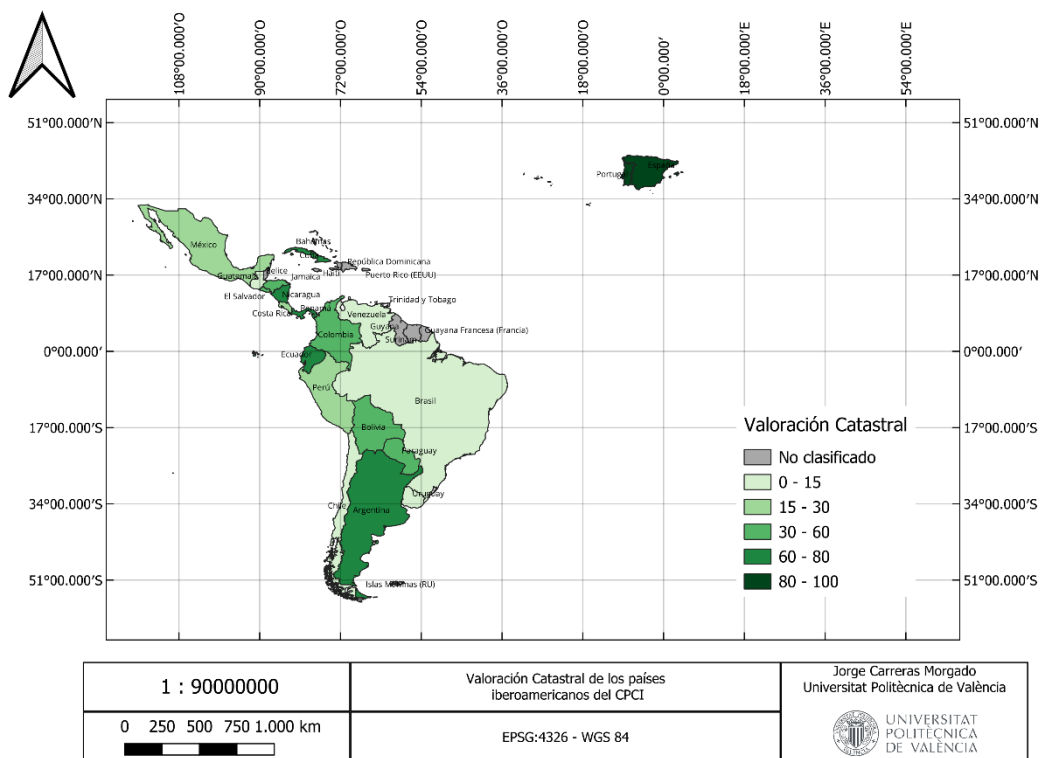 108°00.000′O
90°00.000′O
72°00.000′O
54°00.000′O
36°00.000′O
18°00.000′O
0°00.000′
18°00.000′E
36°00.000′E
54°00.000′E
51°00.000′N
51°00.000′N
34°00.000′N
34°00.000′N
17°00.000′N
17°00.000′N
0°00.000′
0°00.000′
17°00.000′S
17°00.000′S
34°00.000′S
34°00.000′S
51°00.000′S
51°00.000′S
España
Portugal
México
Bahamas
Cuba
República Dominicana
Belice
Haití
Guatemala
Jamaica
Puerto Rico (EEUU)
El Salvador
Nicaragua
Trinidad y Tobago
Costa Rica
Panamá
Venezuela
Guyana
Guayana Francesa (Francia)
Colombia
Surinam
Ecuador
Perú
Brasil
Bolivia
Paraguay
Uruguay
Chile
Argentina
Islas Malvinas (RU)
Valoración Catastral
No clasificado
0 - 15
15 - 30
30 - 60
60 - 80
80 - 100
1 : 90000000
0 250 500 750 1.000 km
Valoración Catastral de los países
iberoamericanos del CPCI
EPSG:4326 - WGS 84
Jorge Carreras Morgado
Universitat Politècnica de València
UNIVERSITAT
POLITÈCNICA
DE VALÈNCIA